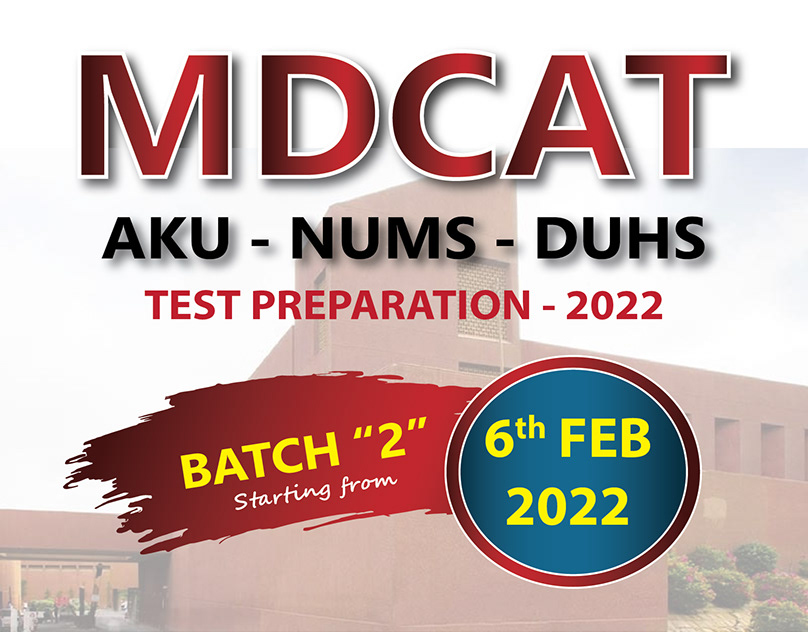 MDCAT
AKU - NUMS - DUHS
TEST PREPARATION - 2022
BATCH “2”
Starting from
6th FEB
2022